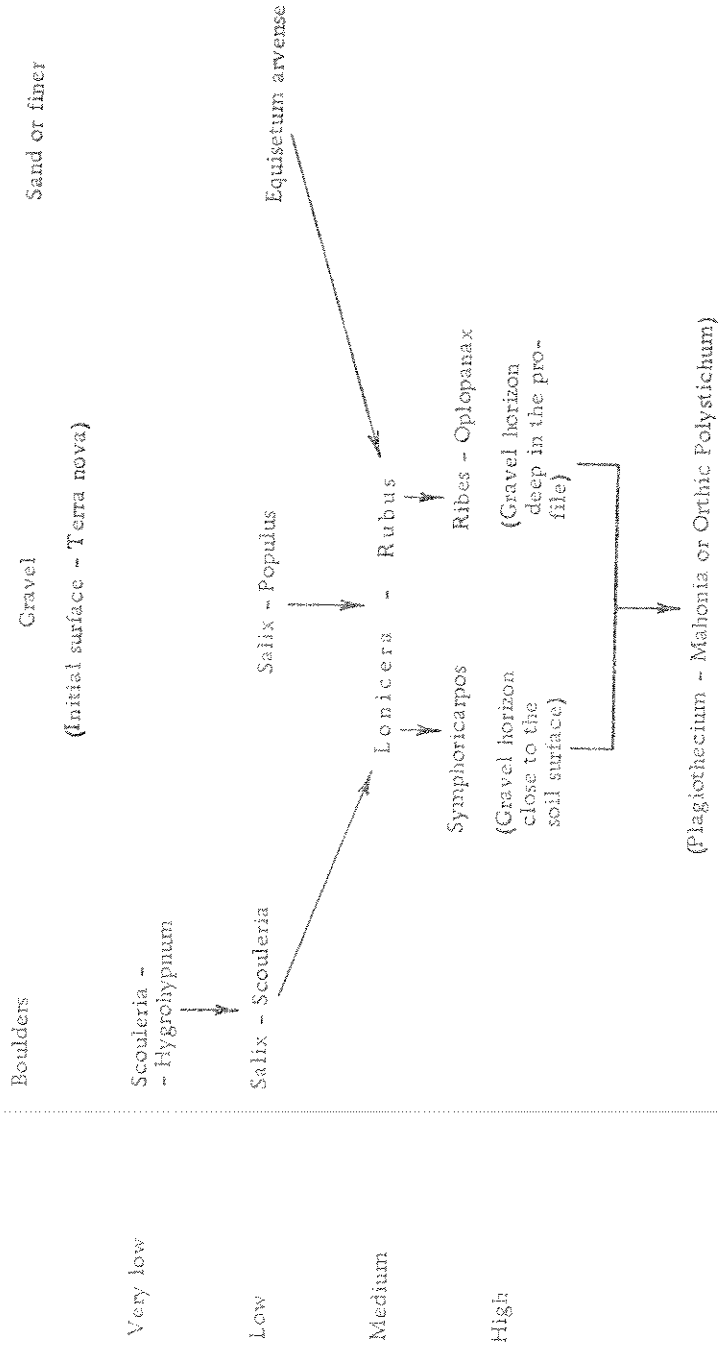 Boulders
Gravel
Sand or finer
(Initial surface - Terra nova)
Very low
Scouleria -
- Hygrohypnum
Low
Salix - Scouleria
Salix - Populus
Equisetum arvense
Medium
Lonicera - Rubus
High
Symphoricarpos
Ribes - Oplopanax
(Gravel horizon
close to the
soil surface)
(Gravel horizon
deep in the pro-
file)
(Plagiothecium - Mahonia or Orthic Polystichum)